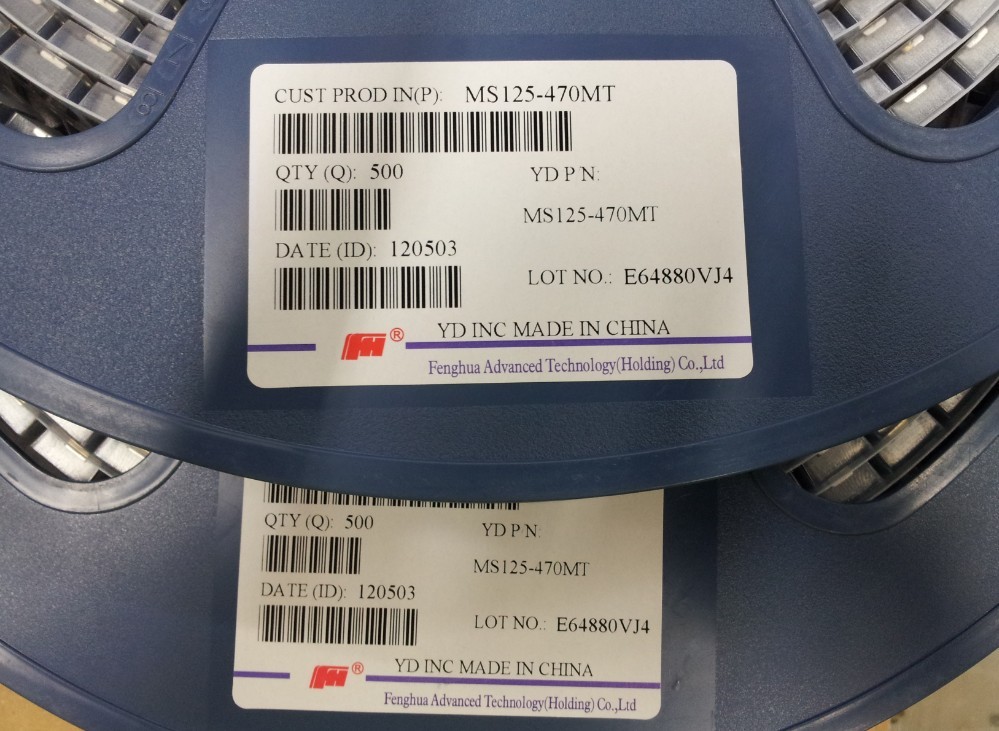 CUST PROD IN(P): MS125-470MT
QTY (Q): 500
YD P N:
MS125-470MT
DATE (ID): 120503
LOT NO.: E64880VJ4
®
YD INC MADE IN CHINA
Fenghua Advanced Technology(Holding) Co.,Ltd
QTY (Q): 500
YD P N:
MS125-470MT
DATE (ID): 120503
LOT NO.: E64880VJ4
®
YD INC MADE IN CHINA
Fenghua Advanced Technology(Holding) Co.,Ltd